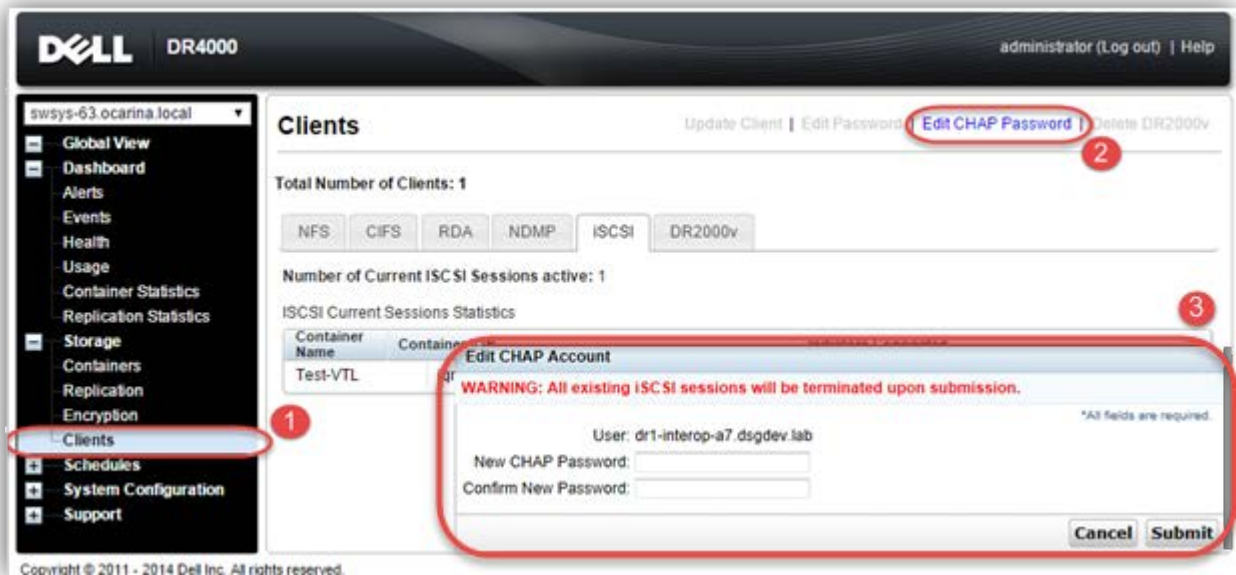 DELL DR4000
administrator (Log out) | Help
swsys-63.ocarina.local
Global View
Dashboard
Alerts
Events
Health
Usage
Container Statistics
Replication Statistics
Storage
Containers
Replication
Encryption
Clients
Schedules
System Configuration
Support
1
Clients
Update Client | Edit Password | Edit CHAP Password | Delete DR2000v
2
Total Number of Clients: 1
NFS CIFS RDA NDMP iSCSI DR2000v
Number of Current ISCSI Sessions active: 1
ISCSI Current Sessions Statistics
3
Container Name
Test-VTL
Edit CHAP Account
WARNING: All existing iSCSI sessions will be terminated upon submission.
*All fields are required.
User: dr1-interop-a7.dsgdev.lab
New CHAP Password:
Confirm New Password:
Cancel Submit
Copyright © 2011 - 2014 Dell Inc. All rights reserved.